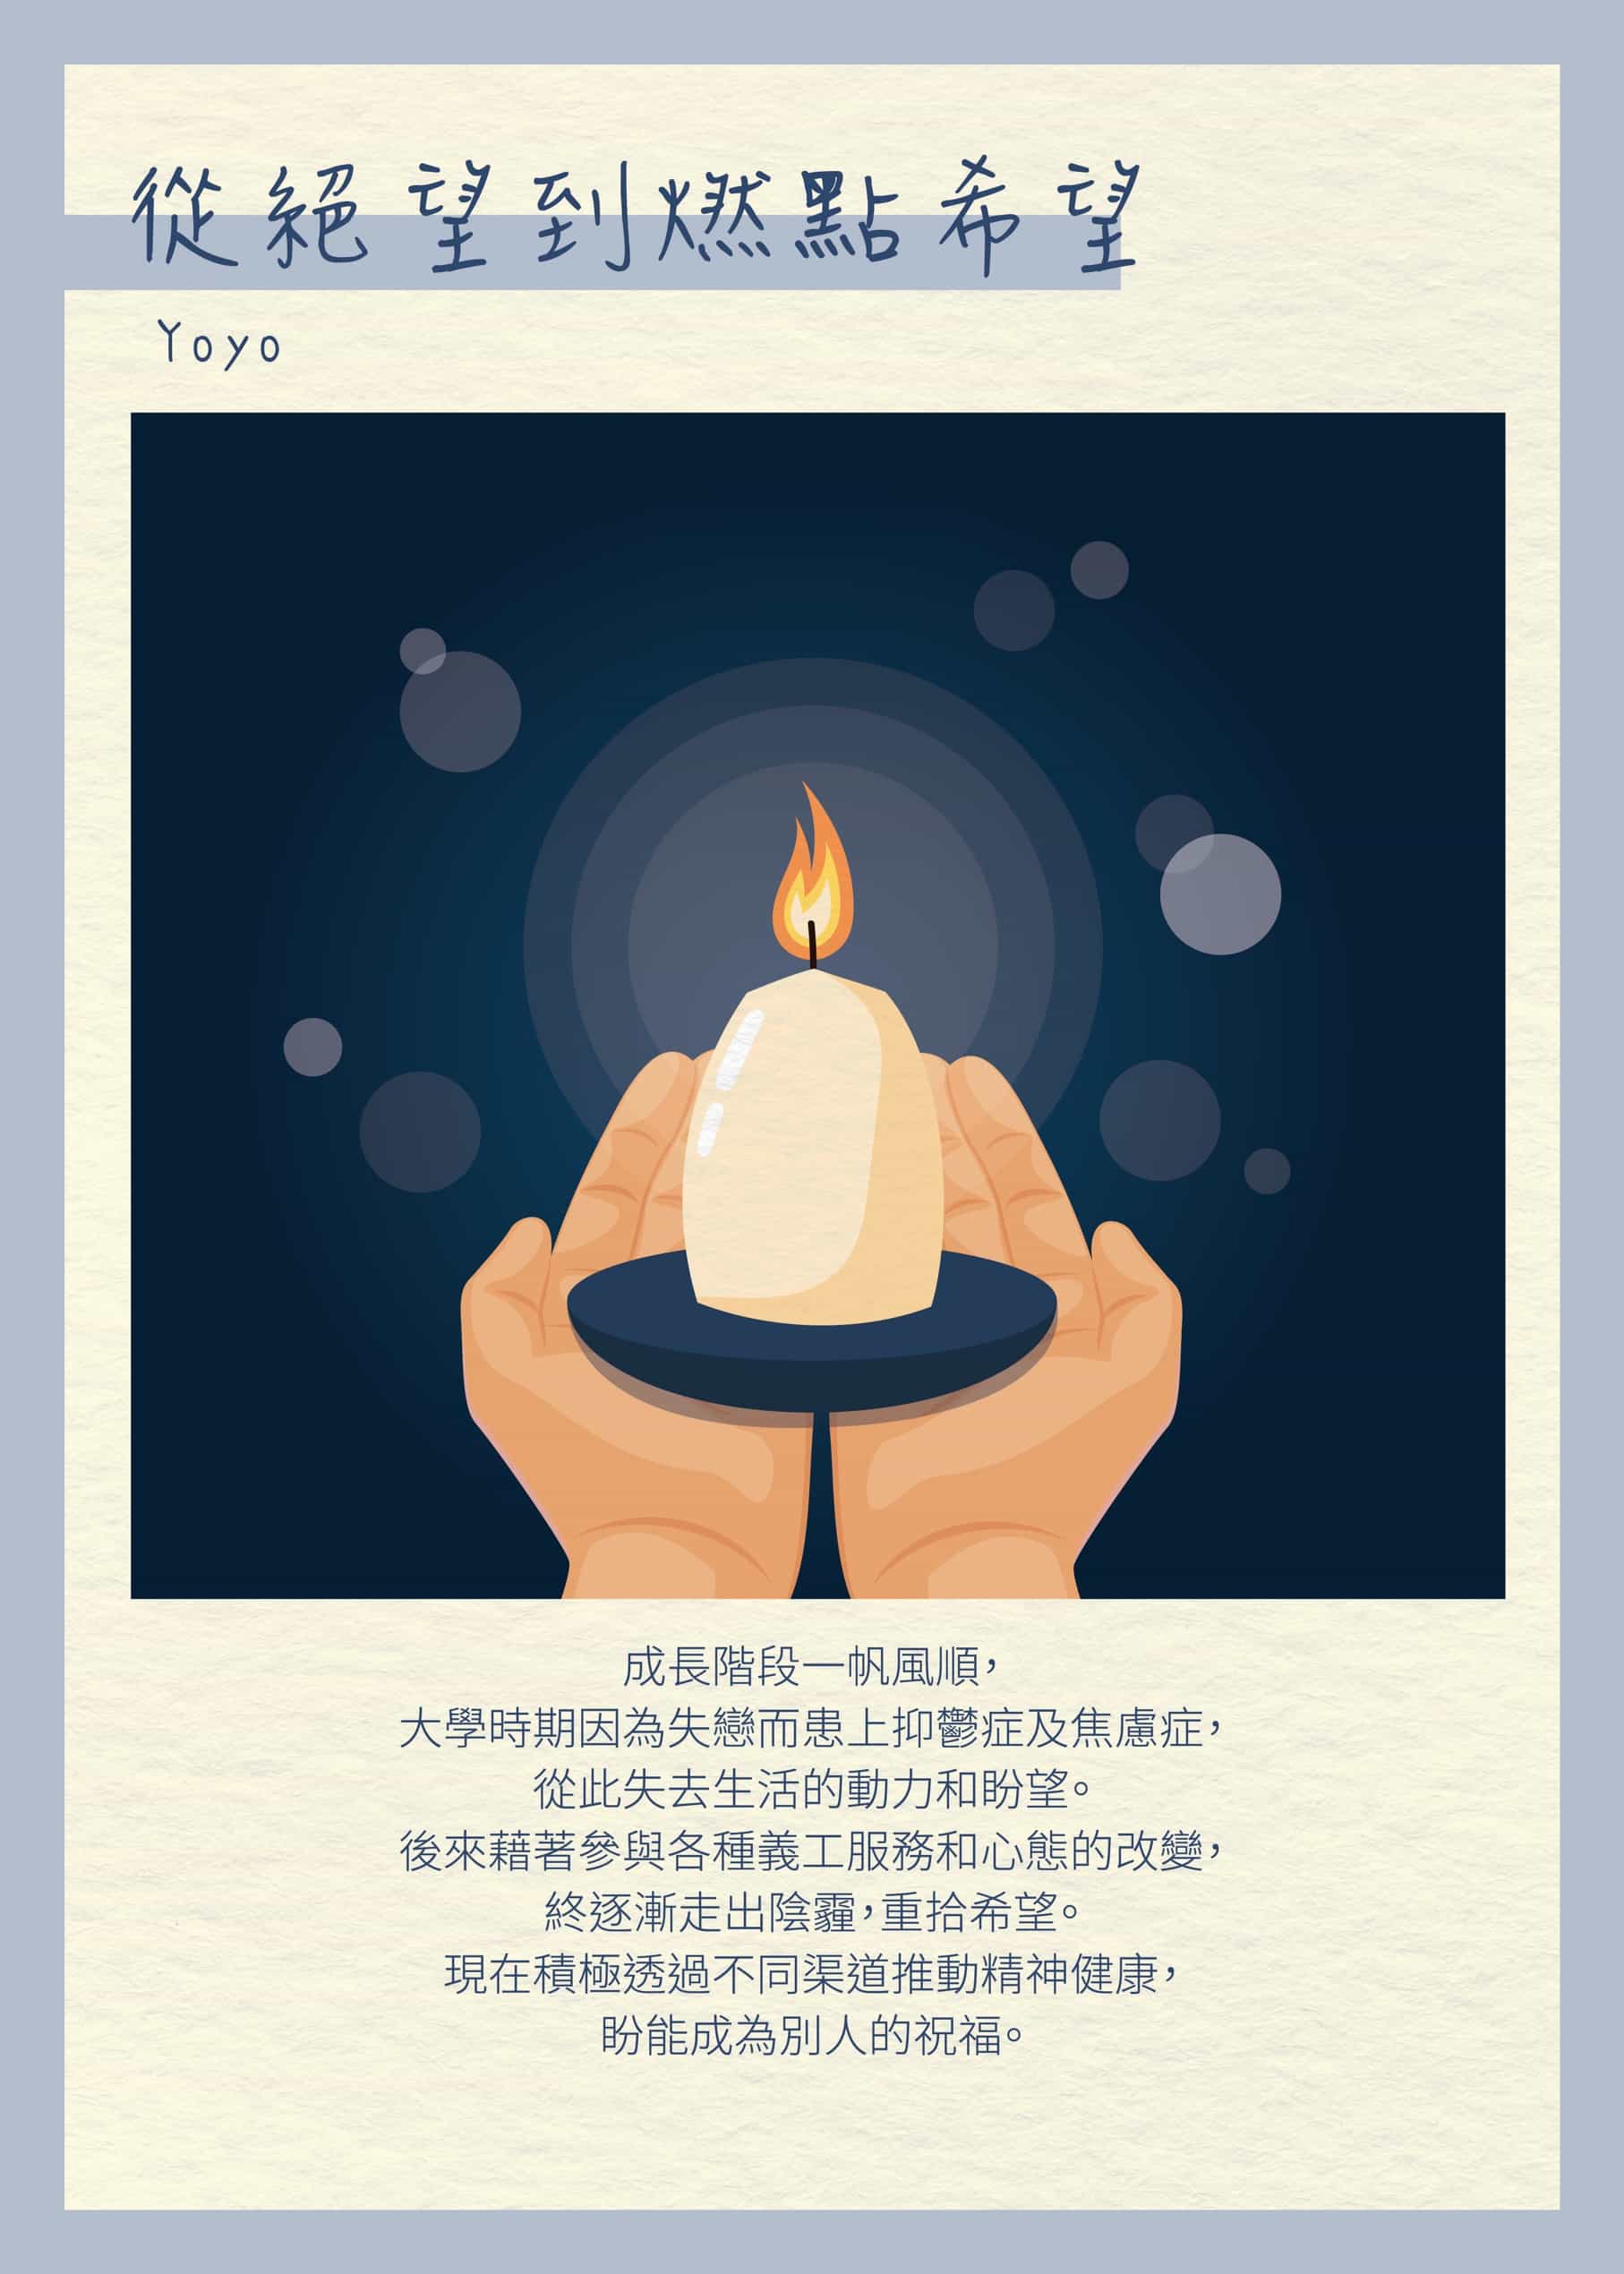 從絕望到燃點希望
Yoyo
成長階段一帆風順，
大學時期因為失戀而患上抑鬱症及焦慮症，
從此失去生活的動力和盼望。
後來藉著參與各種義工服務和心態的改變，
終逐漸走出陰霾，重拾希望。
現在積極透過不同渠道推動精神健康，
盼能成為別人的祝福。